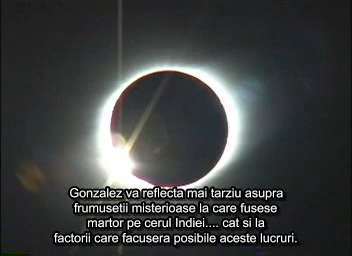 Gonzalez va reflecta mai tarziu asupra
frumusetii misterioase la care fusese
martor pe cerul Indiei.... cat si la
factorii care facusera posibile aceste lucruri.